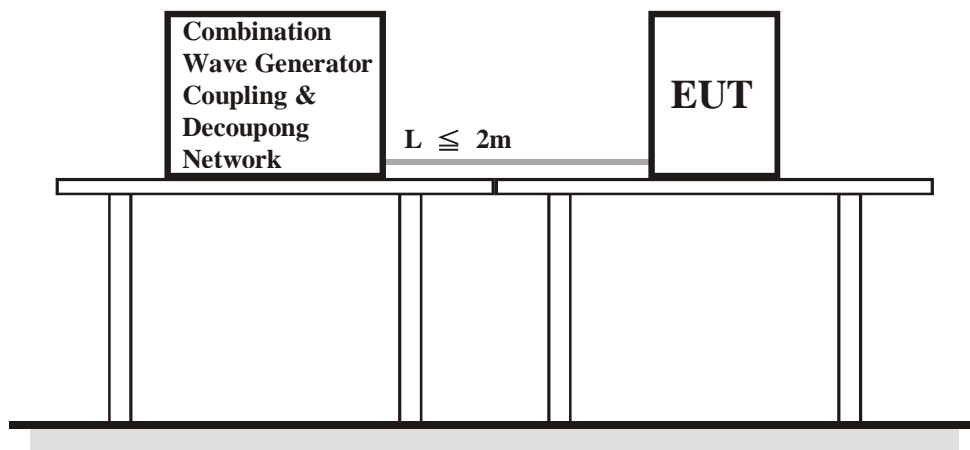 Combination
Wave Generator
Coupling &
Decoupong
Network
L ≦ 2m
EUT